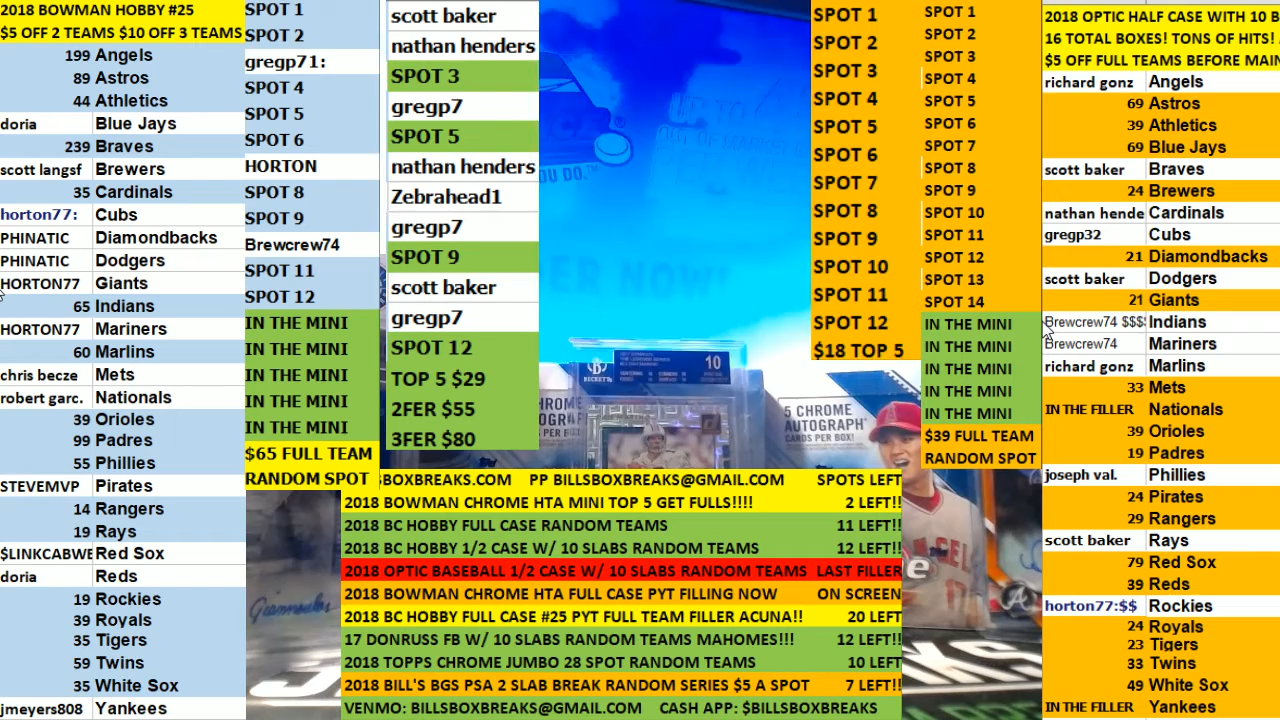 2018 BOWMAN HOBBY #25
$5 OFF 2 TEAMS $10 OFF 3 TEAMS
199 Angels
89 Astros
44 Athletics
doria Blue Jays
239 Braves
scott langsf Brewers
35 Cardinals
horton77: Cubs
PHINATIC Diamondbacks
PHINATIC Dodgers
HORTON77 Giants
65 Indians
HORTON77 Mariners
60 Marlins
chris becze Mets
robert garc. Nationals
39 Orioles
99 Padres
55 Phillies
STEVEMVP Pirates
14 Rangers
19 Rays
$LINKCABWE Red Sox
doria Reds
19 Rockies
39 Royals
35 Tigers
59 Twins
35 White Sox
jmeyers808 Yankees
SPOT 1
SPOT 2
gregp71:
SPOT 4
SPOT 5
SPOT 6
HORTON
SPOT 8
SPOT 9
Brewcrew74
SPOT 11
SPOT 12
IN THE MINI
IN THE MINI
IN THE MINI
IN THE MINI
IN THE MINI
$65 FULL TEAM
RANDOM SPOT
scott baker
nathan henders
SPOT 3
gregp7
SPOT 5
nathan henders
Zebrahead1
gregp7
SPOT 9
scott baker
gregp7
SPOT 12
TOP 5 $29
2FER $55
3FER $80
UP TO
YOU DO.™
ER NOW!
BECKETT
10
5 CHROME
AUTOGRAPH
CARDS PER BOX!
SPOT 1
SPOT 2
SPOT 3
SPOT 4
SPOT 5
SPOT 6
SPOT 7
SPOT 8
SPOT 9
SPOT 10
SPOT 11
SPOT 12
$18 TOP 5
SPOT 1
SPOT 2
SPOT 3
SPOT 4
SPOT 5
SPOT 6
SPOT 7
SPOT 8
SPOT 9
SPOT 10
SPOT 11
SPOT 12
SPOT 13
SPOT 14
IN THE MINI
IN THE MINI
IN THE MINI
IN THE MINI
IN THE MINI
$39 FULL TEAM
RANDOM SPOT
2018 OPTIC HALF CASE WITH 10 B
16 TOTAL BOXES! TONS OF HITS!
$5 OFF FULL TEAMS BEFORE MAIN
richard gonz Angels
69 Astros
39 Athletics
69 Blue Jays
scott baker Braves
24 Brewers
nathan hende Cardinals
gregp32 Cubs
21 Diamondbacks
scott baker Dodgers
21 Giants
Brewcrew74 $$$ Indians
Brewcrew74 Mariners
richard gonz Marlins
33 Mets
IN THE FILLER Nationals
39 Orioles
19 Padres
joseph val. Phillies
24 Pirates
29 Rangers
scott baker Rays
79 Red Sox
39 Reds
horton77:$$ Rockies
24 Royals
23 Tigers
33 Twins
49 White Sox
IN THE FILLER Yankees
SBOXBREAKS.COM PP BILLSBOXBREAKS@GMAIL.COM SPOTS LEFT
2018 BOWMAN CHROME HTA MINI TOP 5 GET FULLS!!!! 2 LEFT!!
2018 BC HOBBY FULL CASE RANDOM TEAMS 11 LEFT!!
2018 BC HOBBY 1/2 CASE W/ 10 SLABS RANDOM TEAMS 12 LEFT!!
2018 OPTIC BASEBALL 1/2 CASE W/ 10 SLABS RANDOM TEAMS LAST FILLER
2018 BOWMAN CHROME HTA FULL CASE PYT FILLING NOW ON SCREEN
2018 BC HOBBY FULL CASE #25 PYT FULL TEAM FILLER ACUNA!! 20 LEFT!!
17 DONRUSS FB W/ 10 SLABS RANDOM TEAMS MAHOMES!!! 12 LEFT!!
2018 TOPPS CHROME JUMBO 28 SPOT RANDOM TEAMS 10 LEFT
2018 BILL'S BGS PSA 2 SLAB BREAK RANDOM SERIES $5 A SPOT 7 LEFT!!
VENMO: BILLSBOXBREAKS@GMAIL.COM CASH APP: $BILLSBOXBREAKS